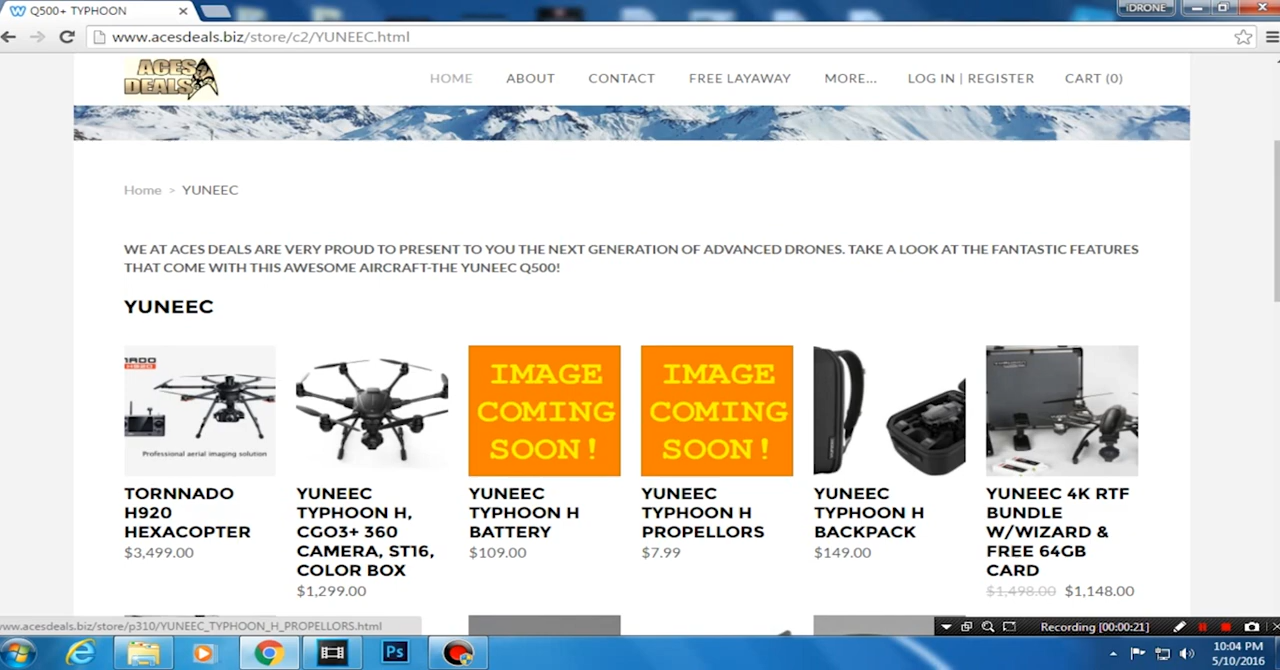 Q500+ TYPHOON
iDRONE
www.acesdeals.biz/store/c2/YUNEEC.html
ACES DEALS
HOME ABOUT CONTACT FREE LAYAWAY MORE... LOG IN | REGISTER CART (0)
Home > YUNEEC
WE AT ACES DEALS ARE VERY PROUD TO PRESENT TO YOU THE NEXT GENERATION OF ADVANCED DRONES. TAKE A LOOK AT THE FANTASTIC FEATURES
THAT COME WITH THIS AWESOME AIRCRAFT-THE YUNEEC Q500!
YUNEEC
H920
Professional aerial imaging solution
TORNNADO
H920
HEXACOPTER
$3,499.00
YUNEEC
TYPHOON H,
CGO3+ 360
CAMERA, ST16,
COLOR BOX
$1,299.00
IMAGE
COMING
SOON!
YUNEEC
TYPHOON H
BATTERY
$109.00
IMAGE
COMING
SOON!
YUNEEC
TYPHOON H
PROPELLORS
$7.99
YUNEEC
TYPHOON H
BACKPACK
$149.00
YUNEEC 4K RTF
BUNDLE
W/WIZARD &
FREE 64GB
CARD
$1,498.00 $1,148.00
www.acesdeals.biz/store/p310/YUNEEC_TYPHOON_H_PROPELLORS.html
Recording [00:00:21]
Ps
10:04 PM
5/10/2016